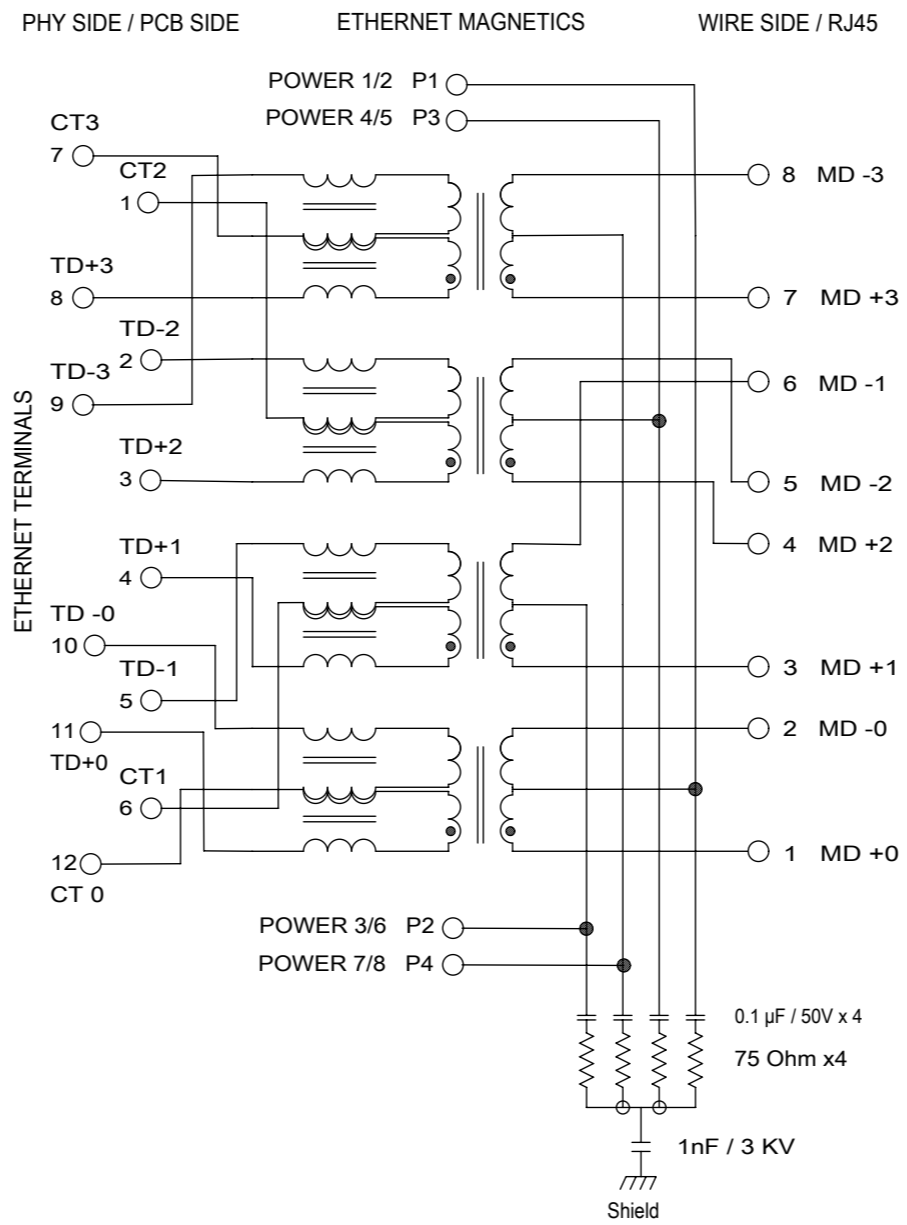 PHY SIDE / PCB SIDE
ETHERNET MAGNETICS
WIRE SIDE / RJ45
POWER 1/2 P1
POWER 4/5 P3
CT3
7
CT2
1
TD+3
8
TD-2
2
TD-3
9
TD+2
3
TD+1
4
TD -0
10
TD-1
5
11
TD+0
CT1
6
12
CT 0
ETHERNET TERMINALS
8 MD -3
7 MD +3
6 MD -1
5 MD -2
4 MD +2
3 MD +1
2 MD -0
1 MD +0
POWER 3/6 P2
POWER 7/8 P4
0.1 µF / 50V x 4
75 Ohm x4
1nF / 3 KV
Shield